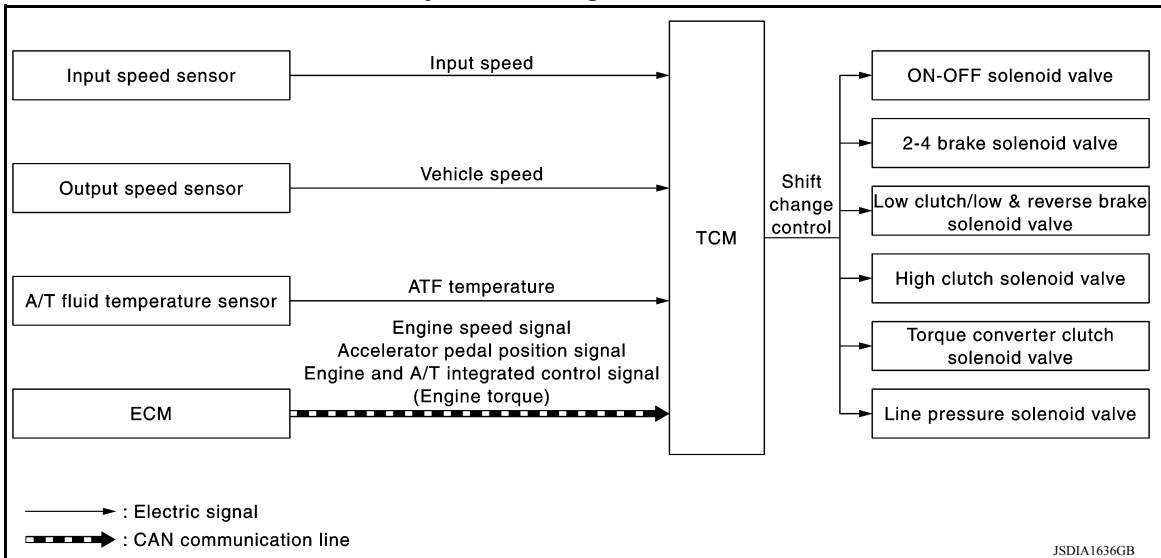 Input speed sensor
Input speed
ON-OFF solenoid valve
2-4 brake solenoid valve
Output speed sensor
Vehicle speed
Shift
change
control
Low clutch/low & reverse brake
solenoid valve
TCM
A/T fluid temperature sensor
ATF temperature
High clutch solenoid valve
Engine speed signal
Accelerator pedal position signal
Engine and A/T integrated control signal
(Engine torque)
Torque converter clutch
solenoid valve
ECM
Line pressure solenoid valve
: Electric signal
: CAN communication line
JSDIA1636GB